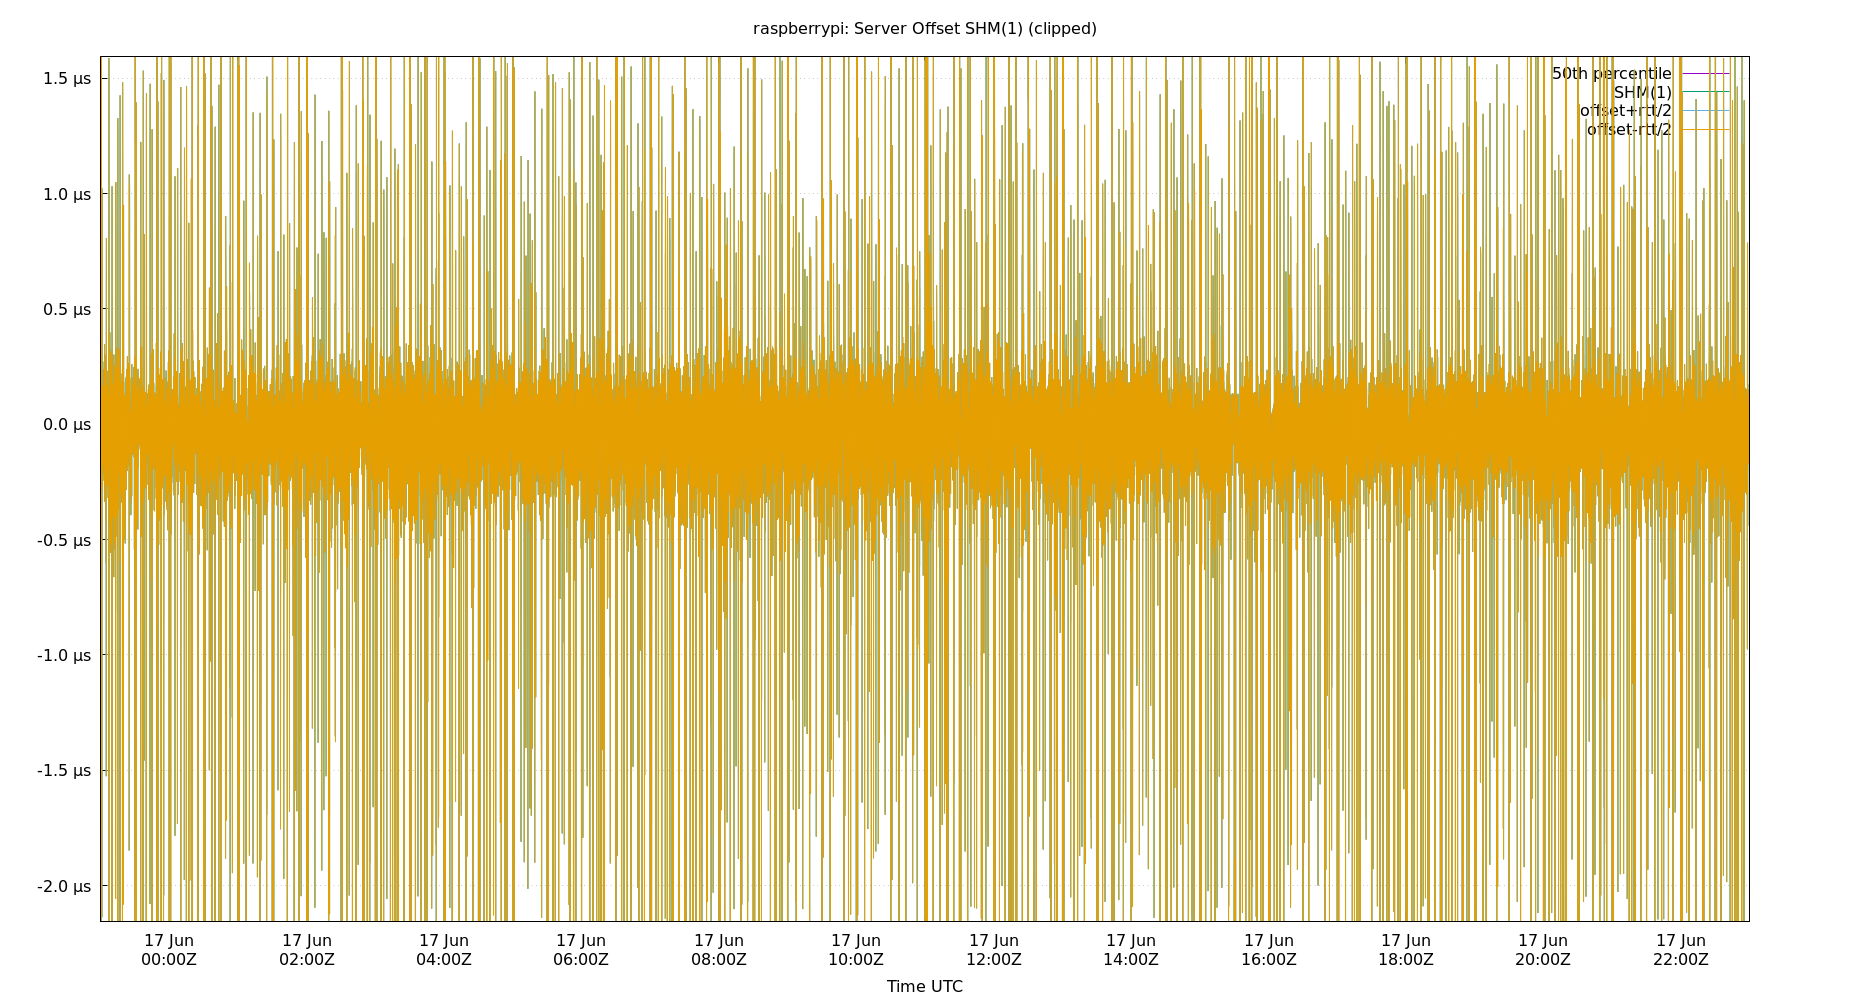 raspberrypi: Server Offset SHM(1) (clipped)
1.5 µs
1.0 µs
0.5 µs
0.0 µs
-0.5 µs
-1.0 µs
-1.5 µs
-2.0 µs
50th percentile
SHM(1)
offset+rtt/2
offset-rtt/2
17 Jun 17 Jun 17 Jun 17 Jun 17 Jun 17 Jun 17 Jun 17 Jun 17 Jun 17 Jun 17 Jun 17 Jun
00:00Z 02:00Z 04:00Z 06:00Z 08:00Z 10:00Z 12:00Z 14:00Z 16:00Z 18:00Z 20:00Z 22:00Z
Time UTC